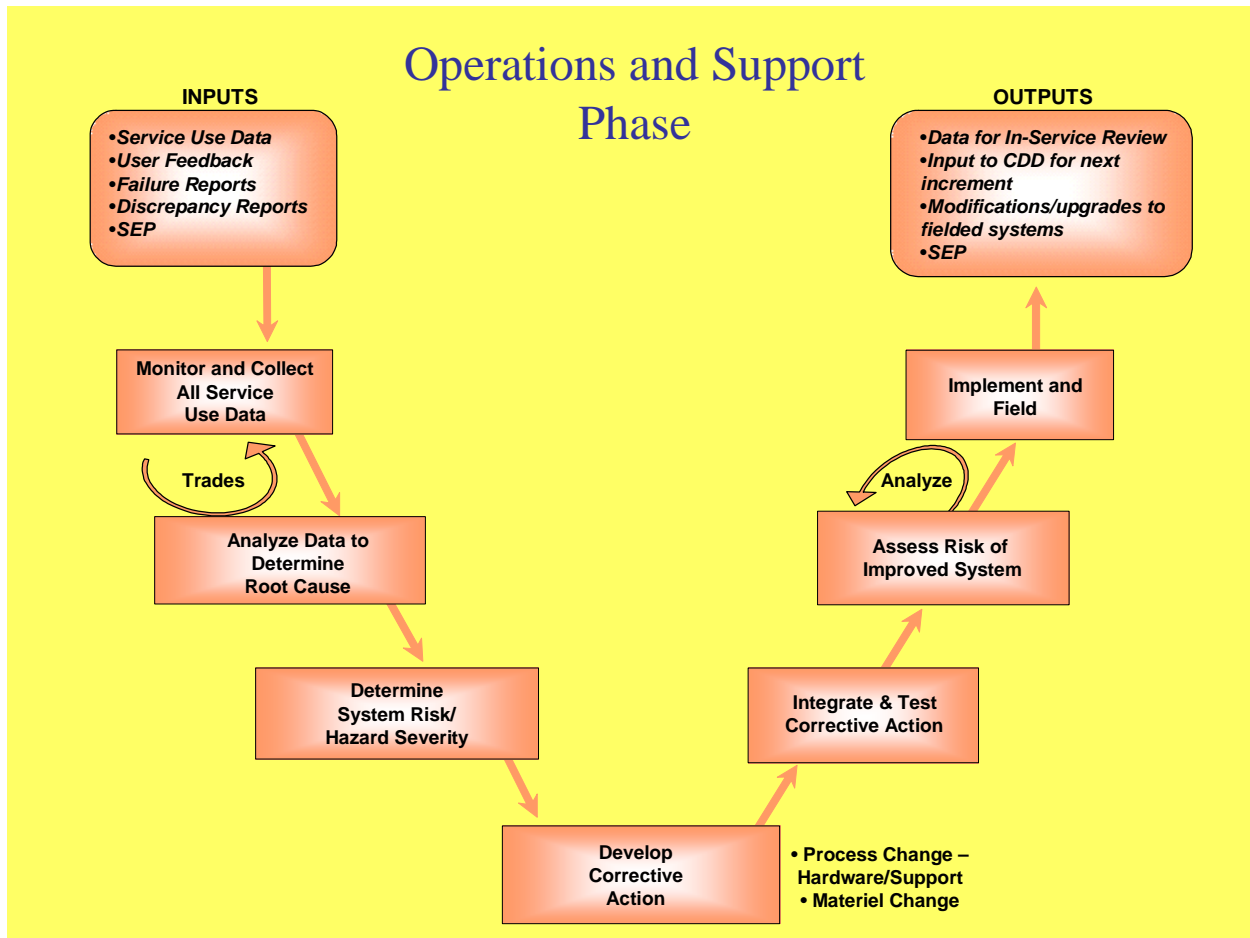 Operations and Support
Phase
INPUTS
•Service Use Data
•User Feedback
•Failure Reports
•Discrepancy Reports
•SEP
OUTPUTS
•Data for In-Service Review
•Input to CDD for next
increment
•Modifications/upgrades to
fielded systems
•SEP
Monitor and Collect
All Service
Use Data
Trades
Analyze Data to
Determine
Root Cause
Determine
System Risk/
Hazard Severity
Develop
Corrective
Action
• Process Change –
Hardware/Support
• Materiel Change
Integrate & Test
Corrective Action
Assess Risk of
Improved System
Analyze
Implement and
Field